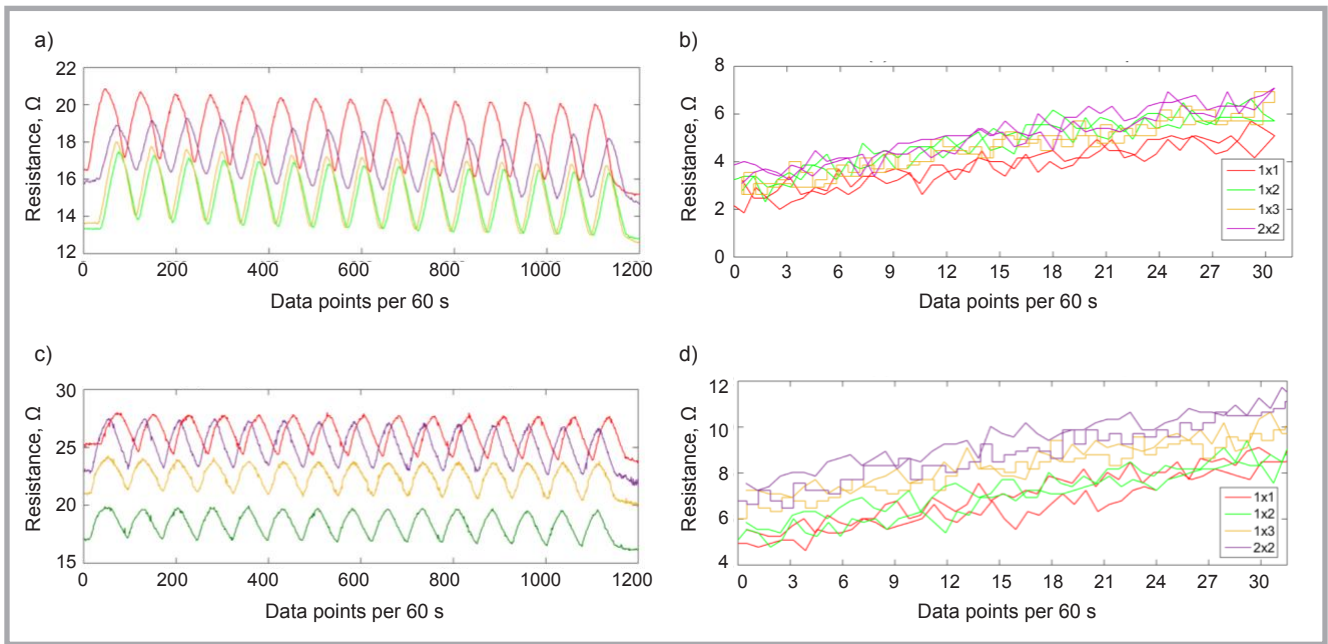 a)
22
20
18
16
14
12
Resistance, Ω
0 200 400 600 800 1000 1200
Data points per 60 s
b)
8
6
4
2
0
Resistance, Ω
1x1
1x2
1x3
2x2
0 3 6 9 12 15 18 21 24 27 30
Data points per 60 s
c)
30
25
20
15
Resistance, Ω
0 200 400 600 800 1000 1200
Data points per 60 s
d)
12
10
8
6
4
Resistance, Ω
1x1
1x2
1x3
2x2
0 3 6 9 12 15 18 21 24 27 30
Data points per 60 s